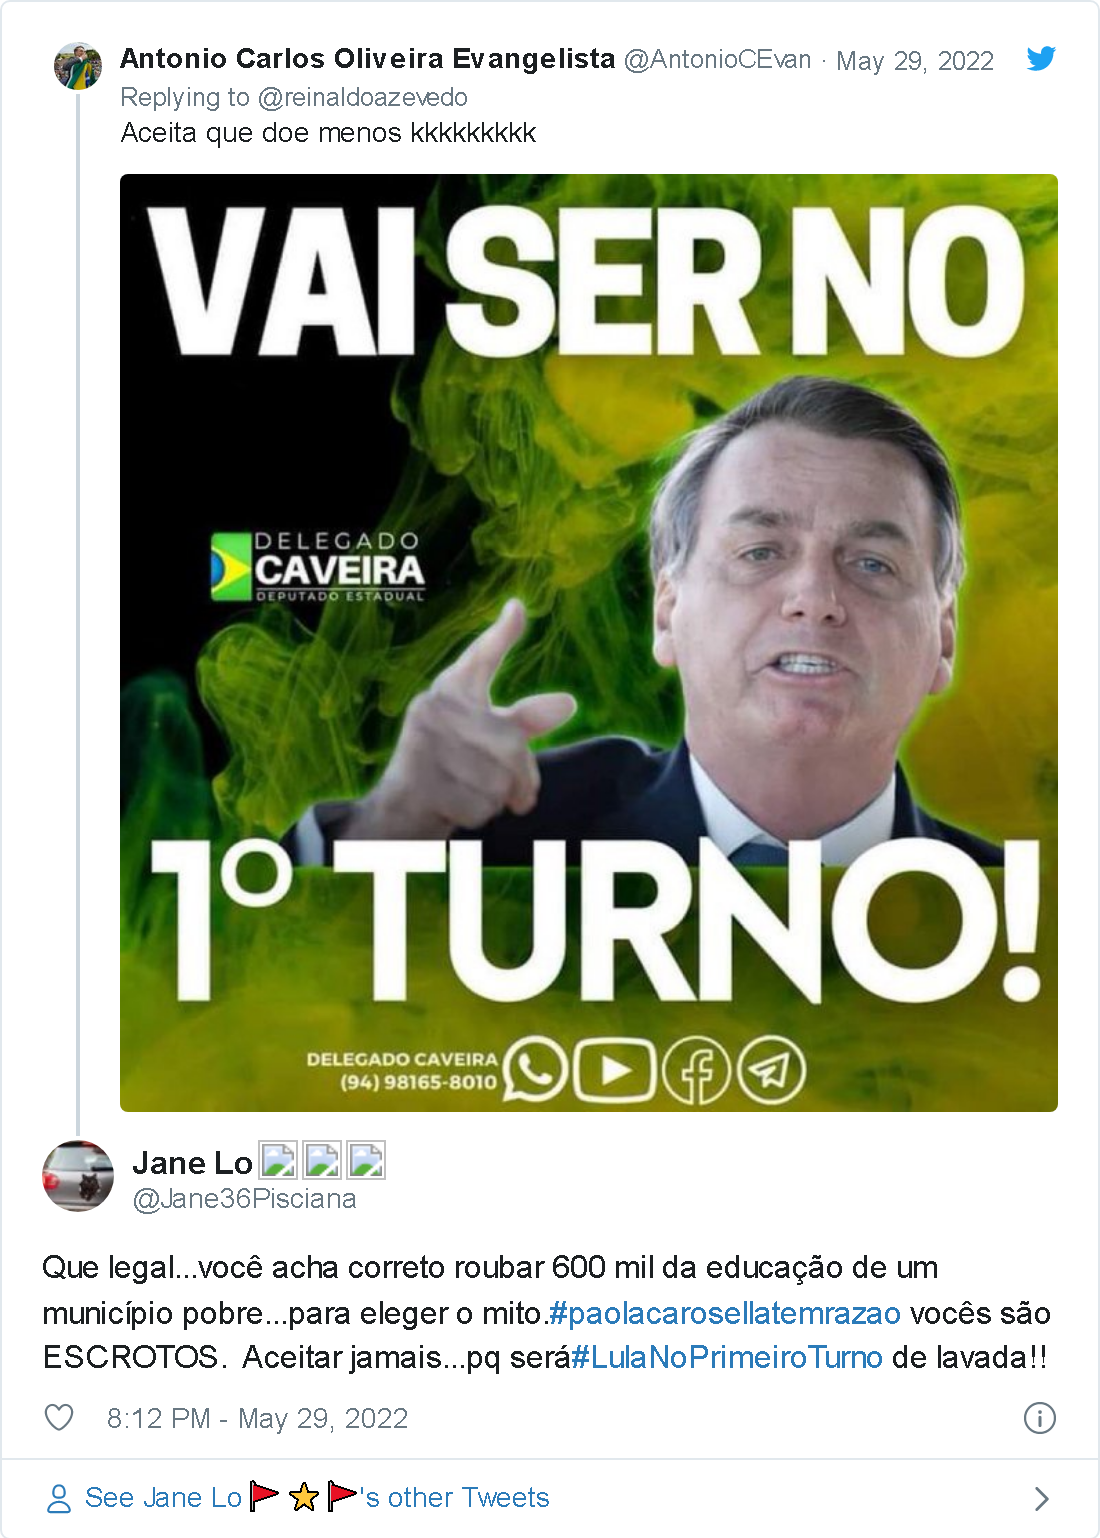 Antonio Carlos Oliveira Evangelista @AntonioCEvan · May 29, 2022
Replying to @reinaldoazevedo
Aceita que doe menos kkkkkkkkk
VAI SER NO
DELEGADO
CAVEIRA
DEPUTADO ESTADUAL
1º TURNO!
DELEGADO CAVEIRA
(94) 98165-8010
Jane Lo
@Jane36Pisciana
Que legal...você acha correto roubar 600 mil da educação de um
município pobre...para eleger o mito.#paolacarosellatemrazao vocês são
ESCROTOS.  Aceitar jamais...pq será#LulaNoPrimeiroTurno de lavada!!
8:12 PM - May 29, 2022
See Jane Lo🚩⭐🚩's other Tweets